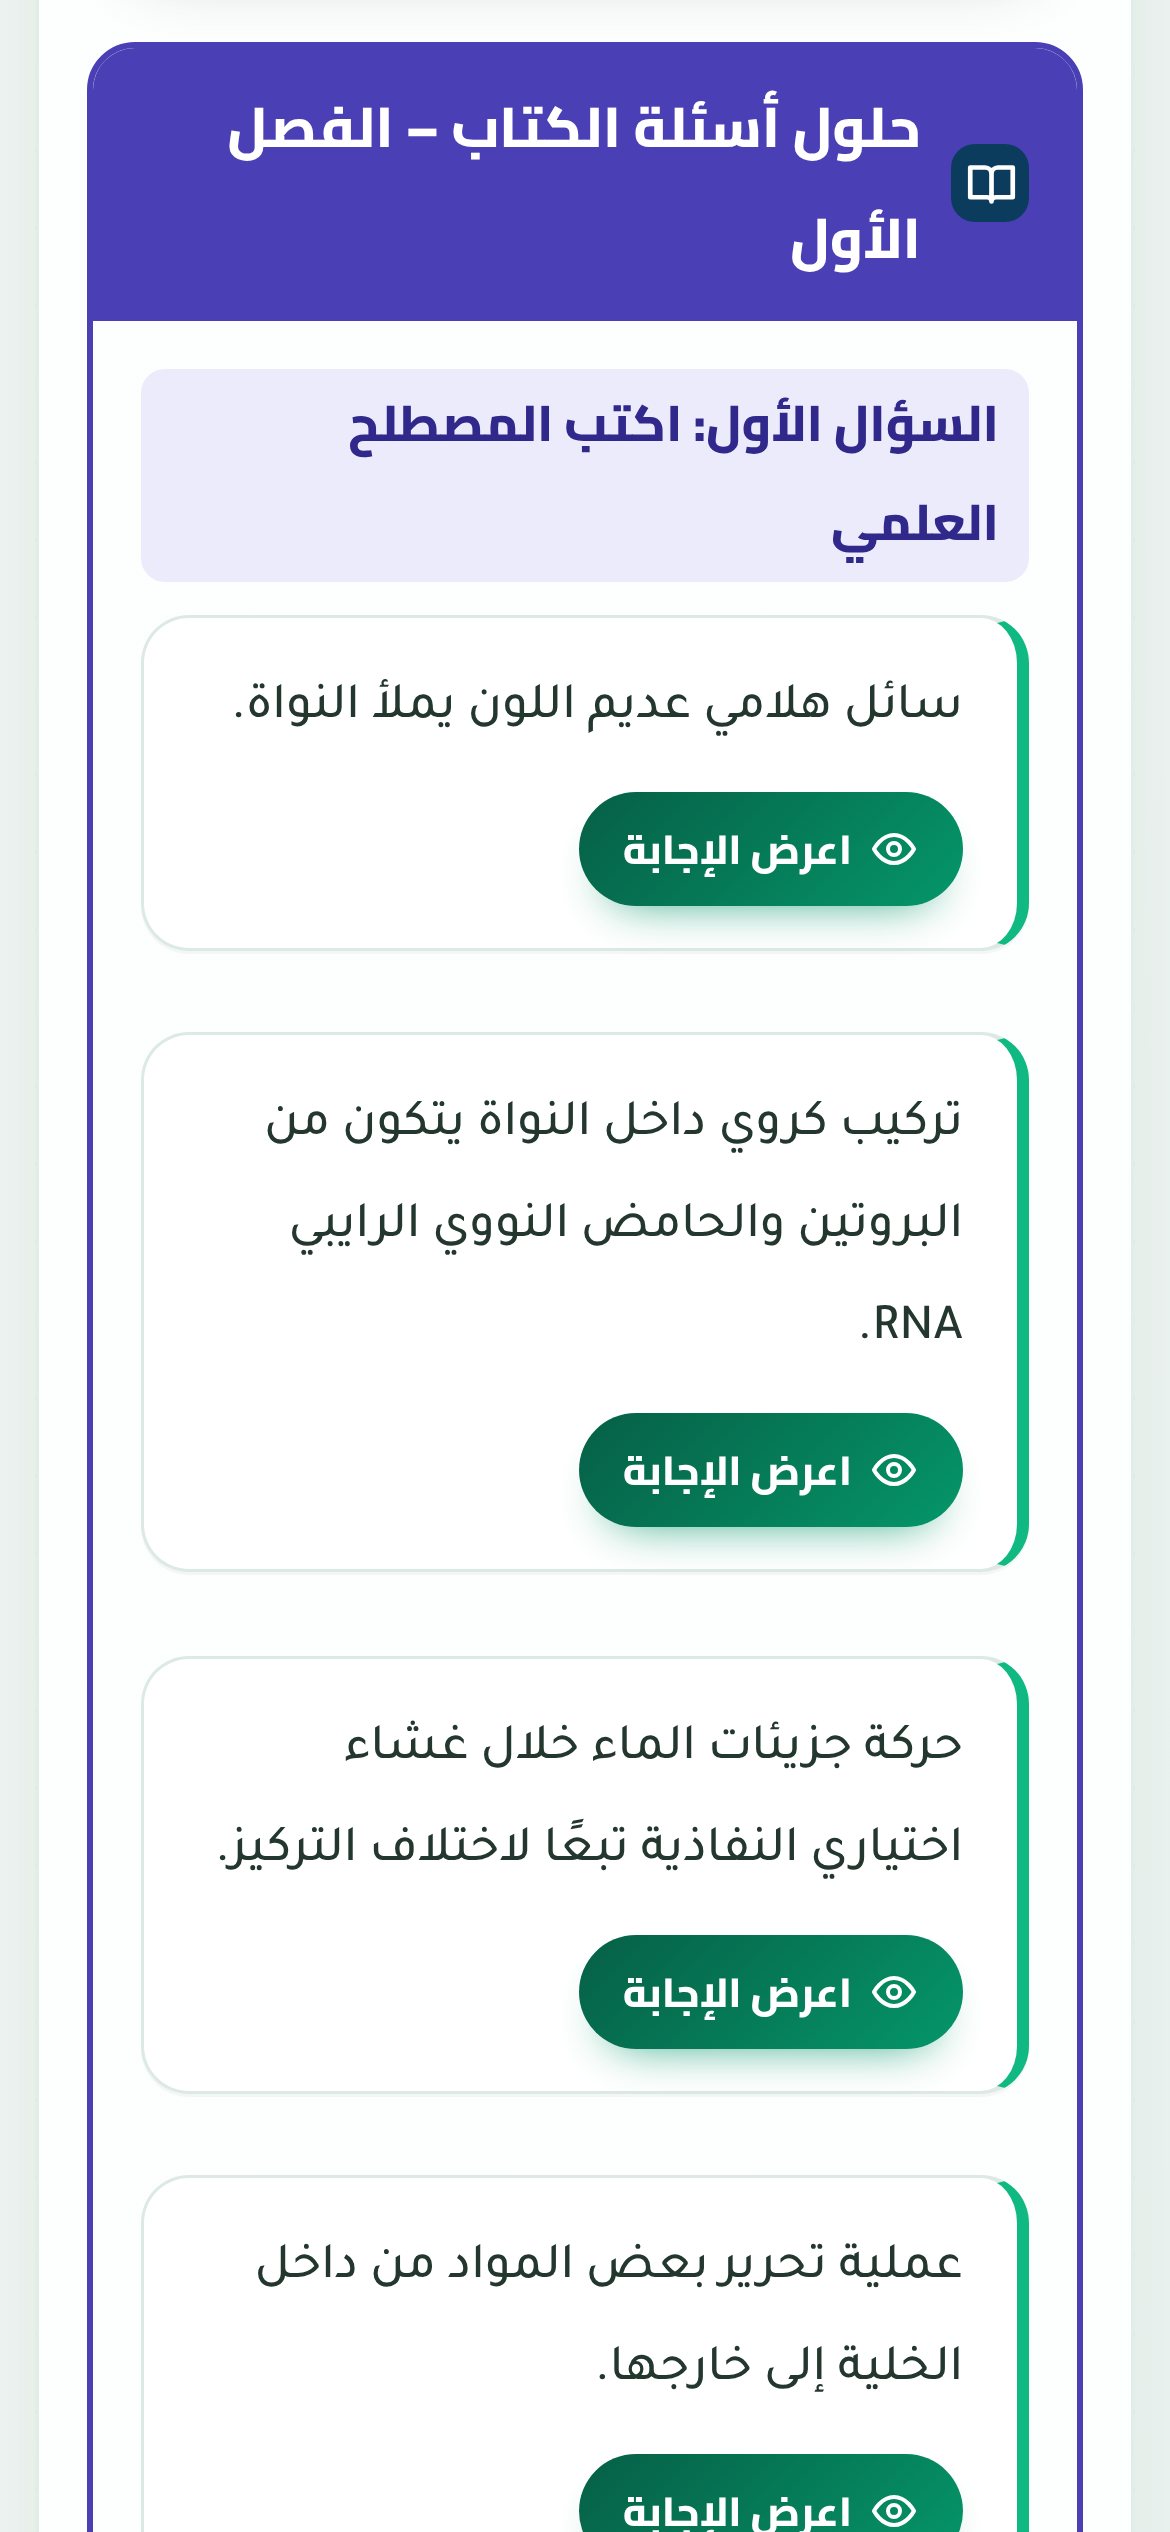 حلول أسئلة الكتاب – الفصل
الأول
السؤال الأول: اكتب المصطلح
العلمي
سائل هلامي عديم اللون يملأ النواة.
اعرض الإجابة
تركيب كروي داخل النواة يتكون من
البروتين والحامض النووي الرايبي
RNA.
اعرض الإجابة
حركة جزيئات الماء خلال غشاء
اختياري النفاذية تبعًا لاختلاف التركيز.
اعرض الإجابة
عملية تحرير بعض المواد من داخل
الخلية إلى خارجها.
اعرض الإجابة